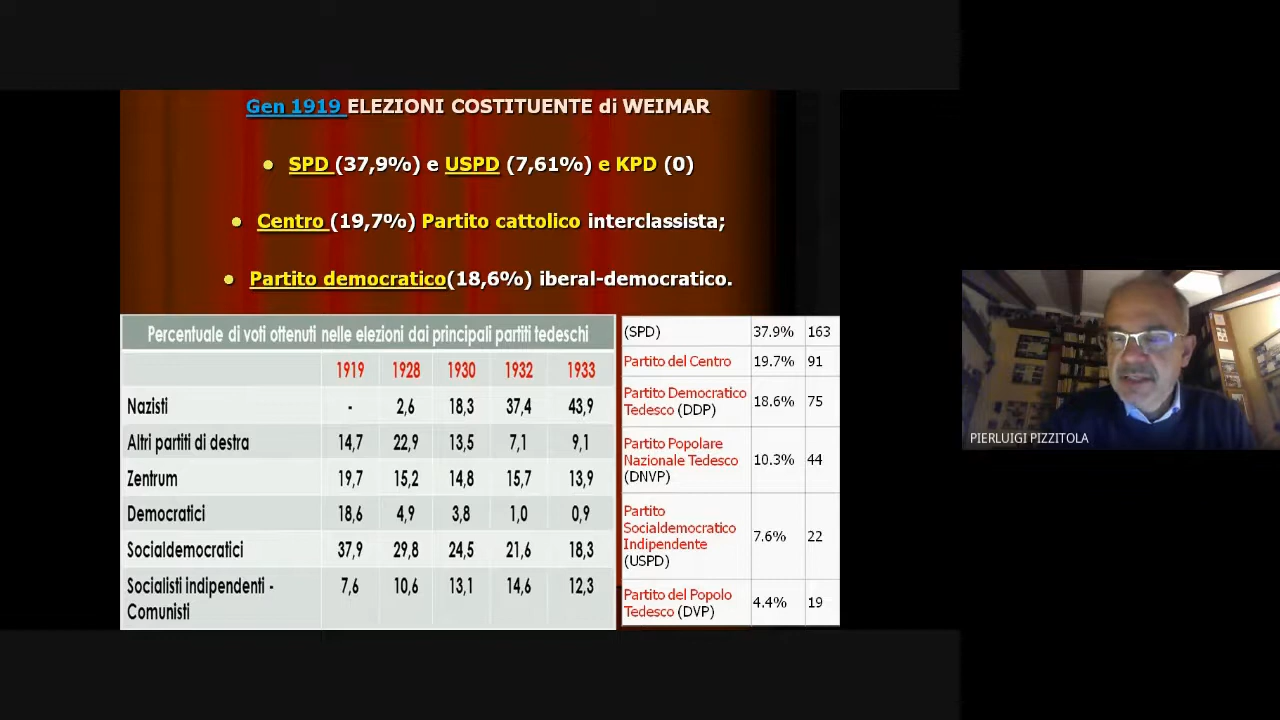 Gen 1919 ELEZIONI COSTITUENTE di WEIMAR
● SPD (37,9%) e USPD (7,61%) e KPD (0)
● Centro (19,7%) Partito cattolico interclassista;
● Partito democratico(18,6%) iberal-democratico.
Percentuale di voti ottenuti nelle elezioni dai principali partiti tedeschi
1919 1928 1930 1932 1933
Nazisti - 2,6 18,3 37,4 43,9
Altri partiti di destra 14,7 22,9 13,5 7,1 9,1
Zentrum 19,7 15,2 14,8 15,7 13,9
Democratici 18,6 4,9 3,8 1,0 0,9
Socialdemocratici 37,9 29,8 24,5 21,6 18,3
Socialisti indipendenti - 7,6 10,6 13,1 14,6 12,3
Comunisti
(SPD) 37.9% 163
Partito del Centro 19.7% 91
Partito Democratico
Tedesco (DDP) 18.6% 75
Partito Popolare
Nazionale Tedesco 10.3% 44
(DNVP)
Partito
Socialdemocratico
Indipendente 7.6% 22
(USPD)
Partito del Popolo
Tedesco (DVP) 4.4% 19
PIERLUIGI PIZZITOLA